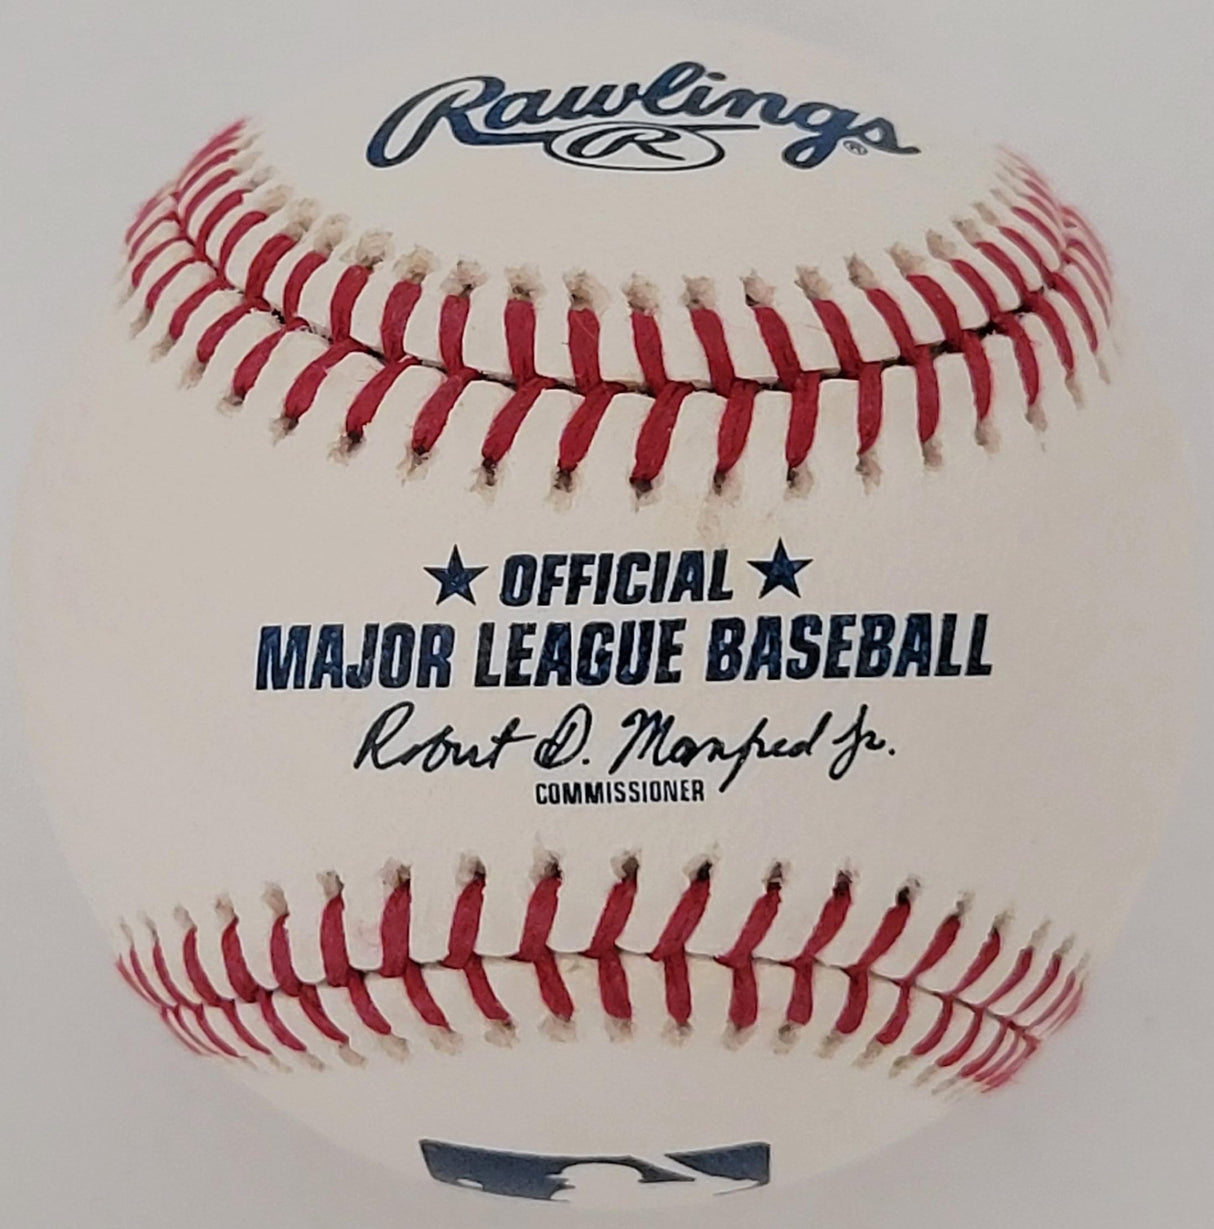 Rawlings
R ®
★ OFFICIAL ★
MAJOR LEAGUE BASEBALL
Robert D. Manfred Jr.
COMMISSIONER